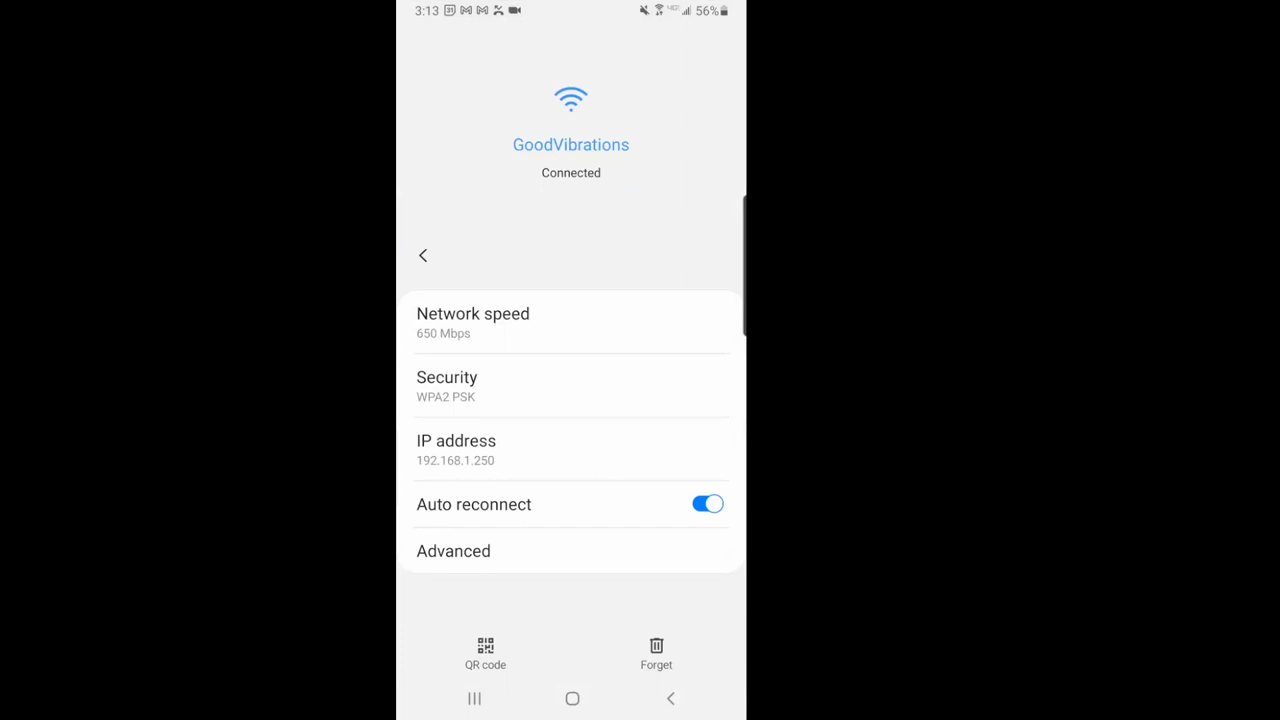 3:13 31 56%
GoodVibrations
Connected
Network speed
650 Mbps
Security
WPA2 PSK
IP address
192.168.1.250
Auto reconnect
Advanced
QR code
Forget